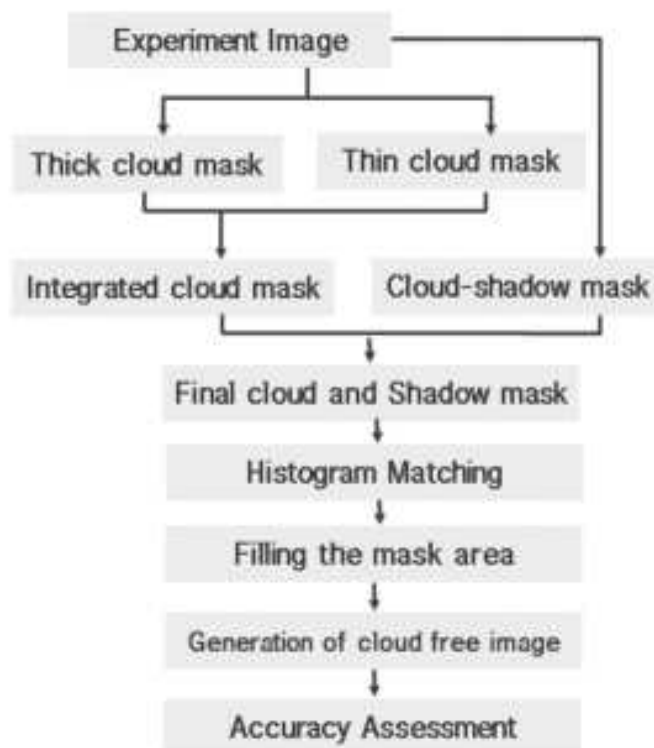 Experiment Image
Thick cloud mask
Thin cloud mask
Integrated cloud mask
Cloud-shadow mask
Final cloud and Shadow mask
Histogram Matching
Filling the mask area
Generation of cloud free image
Accuracy Assessment